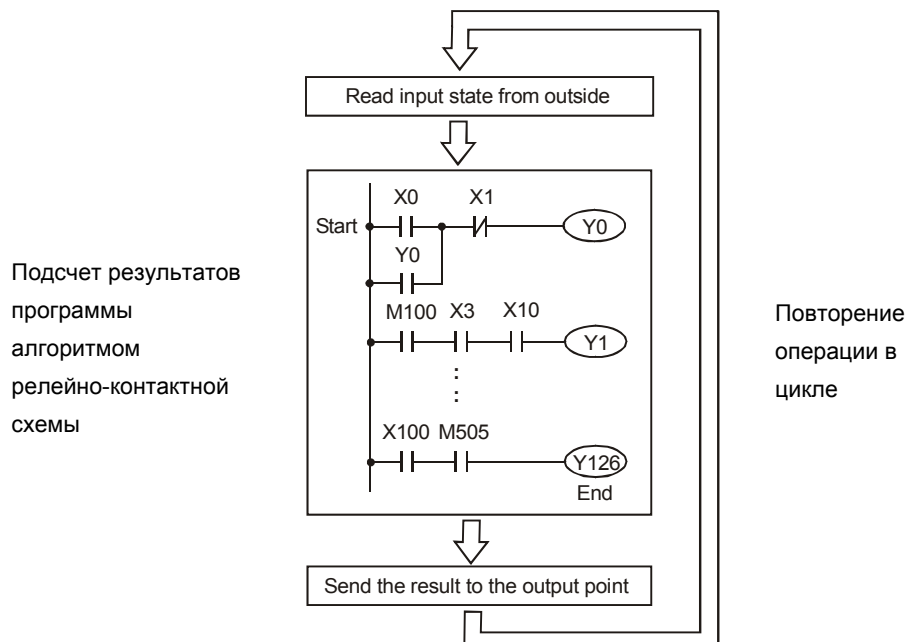 Read input state from outside
X0 X1
Start Y0
Y0
M100 X3 X10
Y1
X100 M505
Y126
End
Send the result to the output point
Подсчет результатов
программы
алгоритмом
релейно-контактной
схемы
Повторение
операции в
цикле